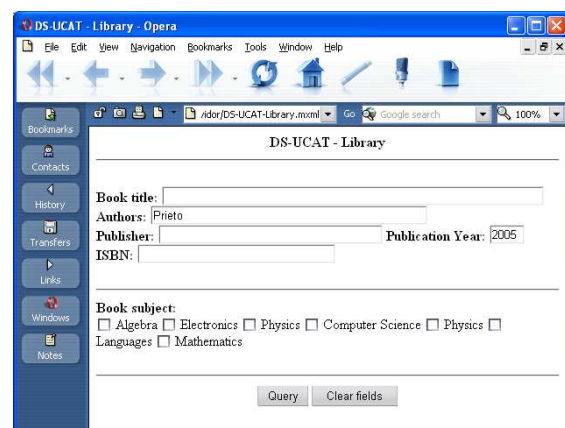 DS-UCAT - Library - Opera
File Edit View Navigation Bookmarks Tools Window Help
/idor/DS-UCAT-Library.mxml Go Google search 100%
Bookmarks
Contacts
History
Transfers
Links
Windows
Notes
DS-UCAT - Library
Book title:
Authors: Prieto
Publisher: Publication Year: 2005
ISBN:
Book subject:
Algebra Electronics Physics Computer Science Physics
Languages Mathematics
Query Clear fields